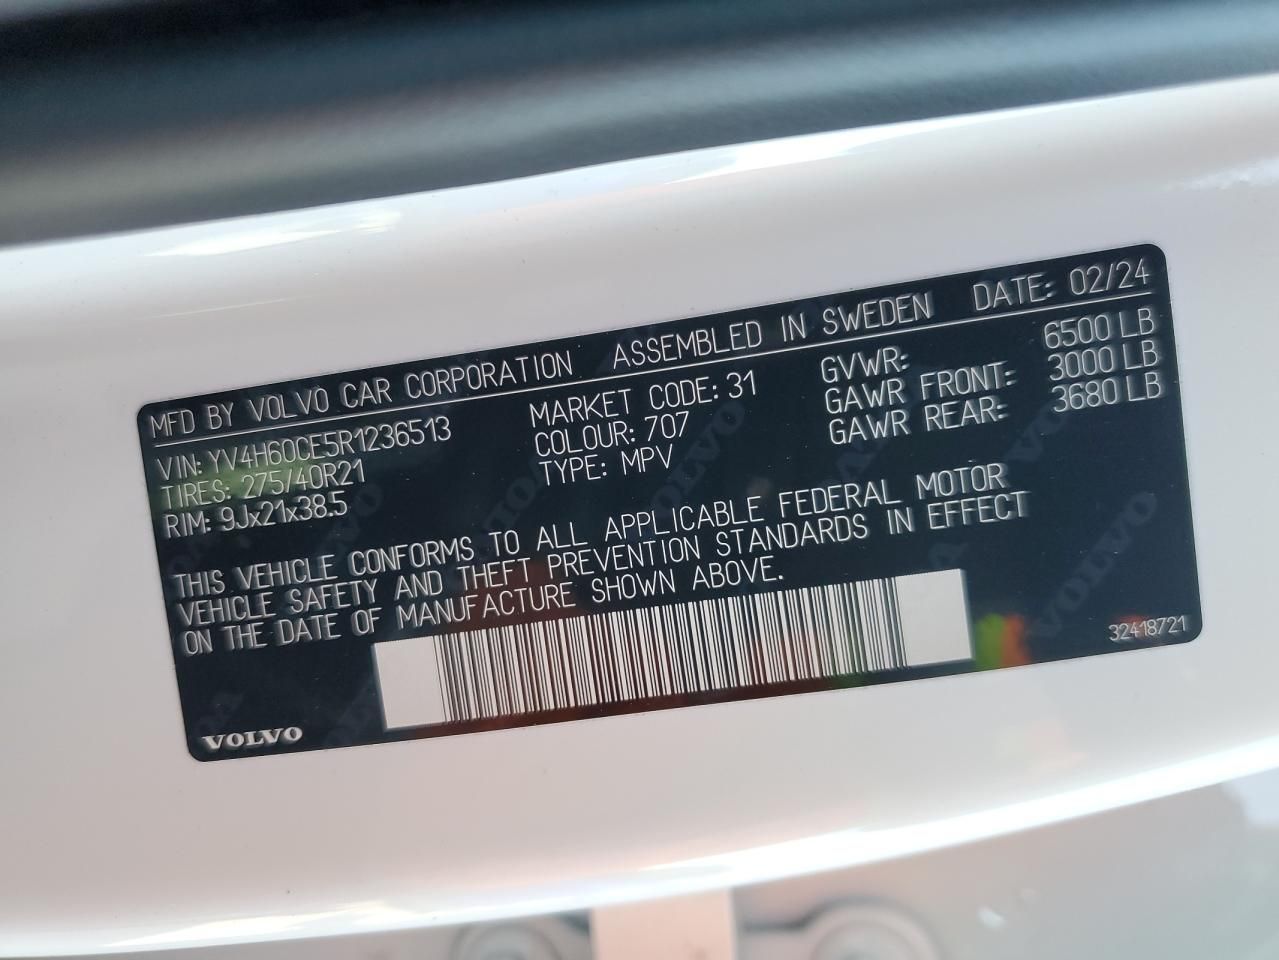 MFD BY VOLVO CAR CORPORATION ASSEMBLED IN SWEDEN DATE: 02/24
VIN: YV4H60CE5R1236513 MARKET CODE: 31 GVWR: 6500 LB
TIRES: 275/40R21 COLOUR: 707 GAWR FRONT: 3000 LB
RIM: 9Jx21x38.5 TYPE: MPV GAWR REAR: 3680 LB
THIS VEHICLE CONFORMS TO ALL APPLICABLE FEDERAL MOTOR
VEHICLE SAFETY AND THEFT PREVENTION STANDARDS IN EFFECT
ON THE DATE OF MANUFACTURE SHOWN ABOVE.
32418721
VOLVO